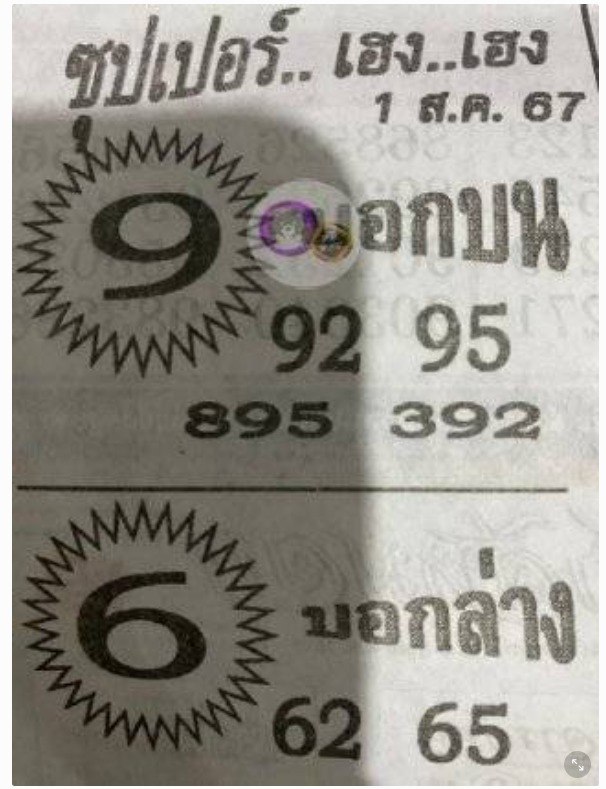 ซุปเปอร์.. เฮง..เฮง
1 ส.ค. 67
9 บอกบน
92 95
895 392
6 บอกล่าง
62 65